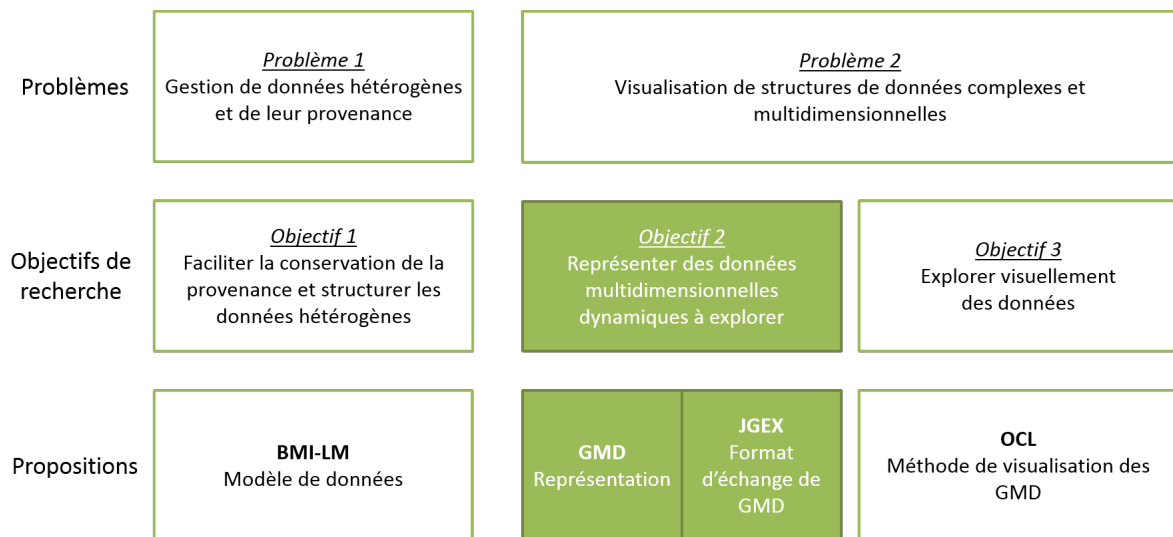 Problèmes
Problème 1
Gestion de données hétérogènes
et de leur provenance
Problème 2
Visualisation de structures de données complexes et
multidimensionnelles
Objectifs de
recherche
Objectif 1
Faciliter la conservation de la
provenance et structurer les
données hétérogènes
Objectif 2
Représenter des données
multidimensionnelles
dynamiques à explorer
Objectif 3
Explorer visuellement
des données
Propositions
BMI-LM
Modèle de données
GMD
Représentation
JGEX
Format
d'échange de
GMD
OCL
Méthode de visualisation des
GMD